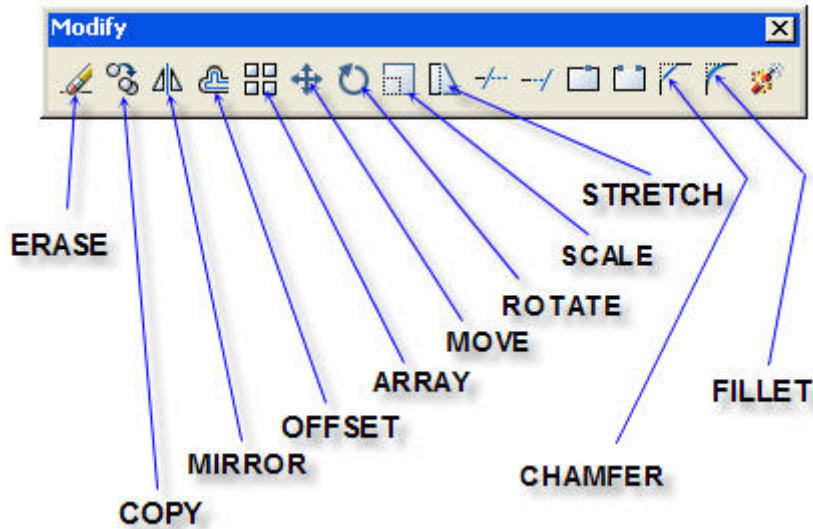 Modify
STRETCH
ERASE
SCALE
ROTATE
MOVE
ARRAY
FILLET
OFFSET
MIRROR
CHAMFER
COPY